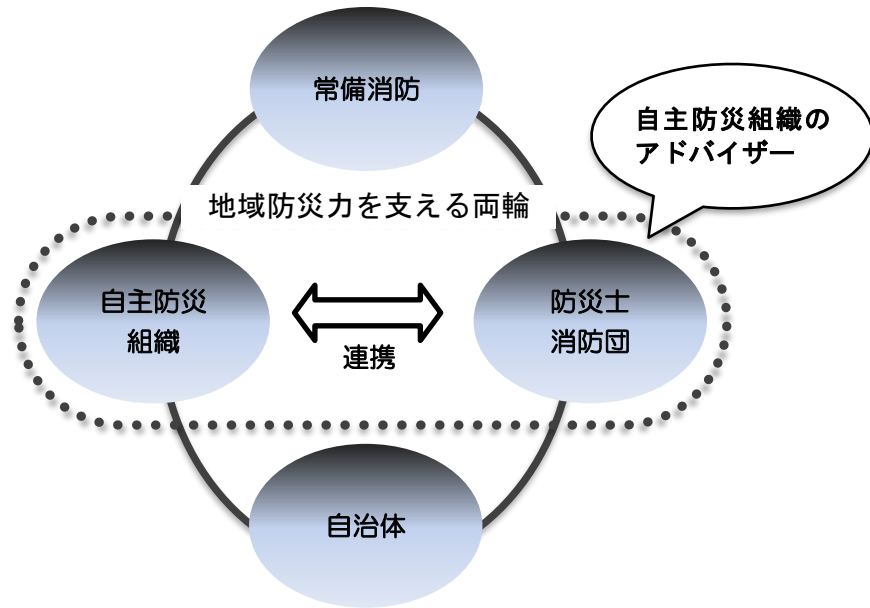 常備消防
自主防災組織の
アドバイザー
地域防災力を支える両輪
自主防災
組織
連携
防災士
消防団
自治体